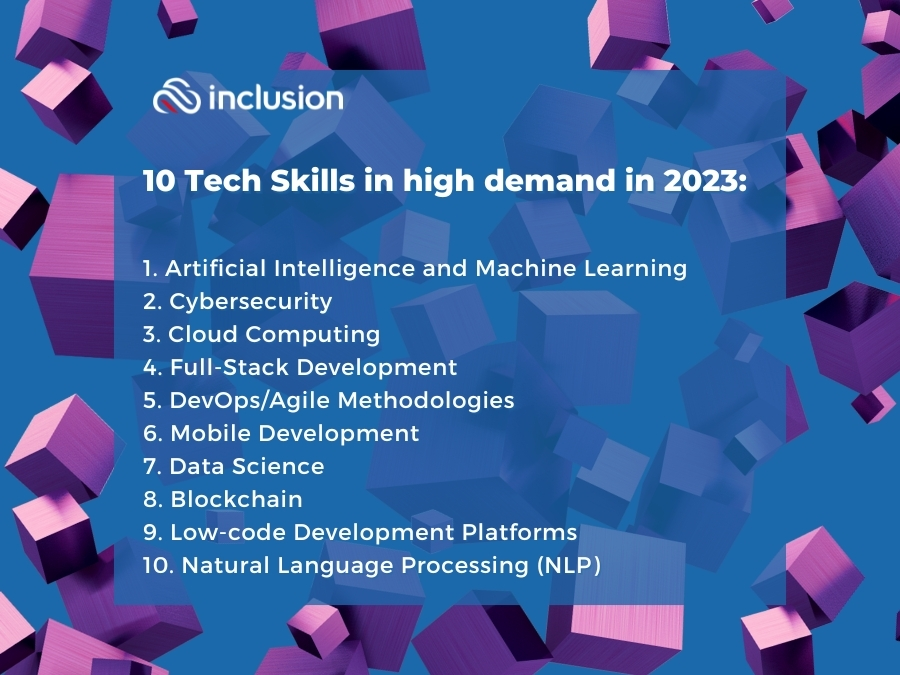 inclusion
10 Tech Skills in high demand in 2023:
1. Artificial Intelligence and Machine Learning
2. Cybersecurity
3. Cloud Computing
4. Full-Stack Development
5. DevOps/Agile Methodologies
6. Mobile Development
7. Data Science
8. Blockchain
9. Low-code Development Platforms
10. Natural Language Processing (NLP)